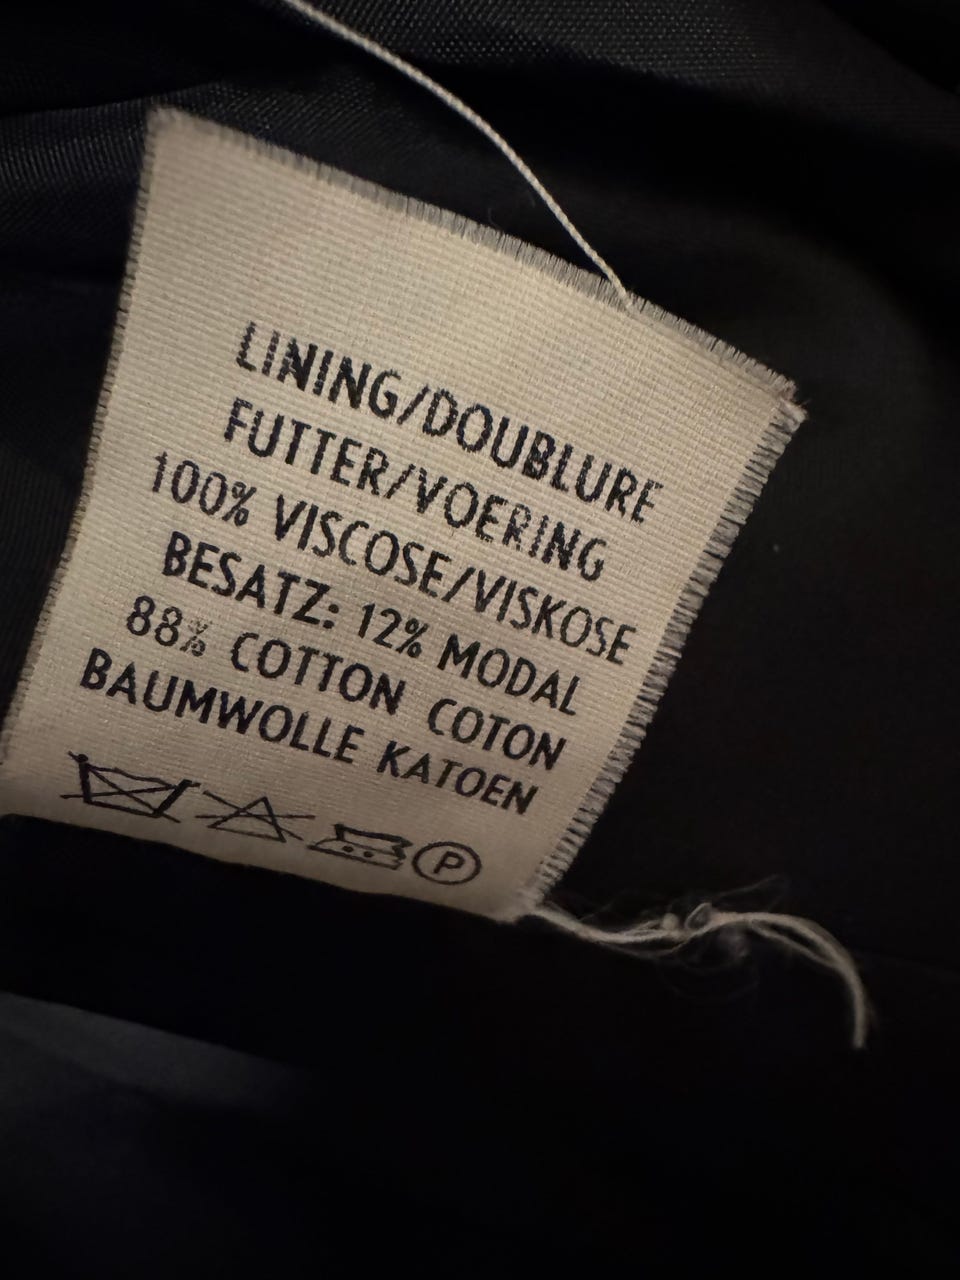 LINING/DOUBLURE
FUTTER/VOERING
100% VISCOSE/VISKOSE
BESATZ: 12% MODAL
88% COTTON COTON
BAUMWOLLE KATOEN
P